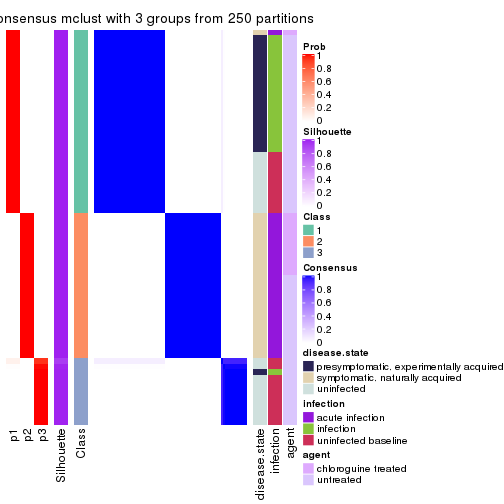 onsensus mclust with 3 groups from 250 partitions
Prob
1
0.8
0.6
0.4
0.2
0
Silhouette
1
0.8
0.6
0.4
0.2
0
Class
1
2
3
Consensus
1
0.8
0.6
0.4
0.2
0
disease.state
presymptomatic. experimentally acquired
symptomatic. naturally acquired
uninfected
infection
acute infection
infection
uninfected baseline
agent
chloroguine treated
untreated
p1
p2
p3
Silhouette
Class
disease.state
infection
agent